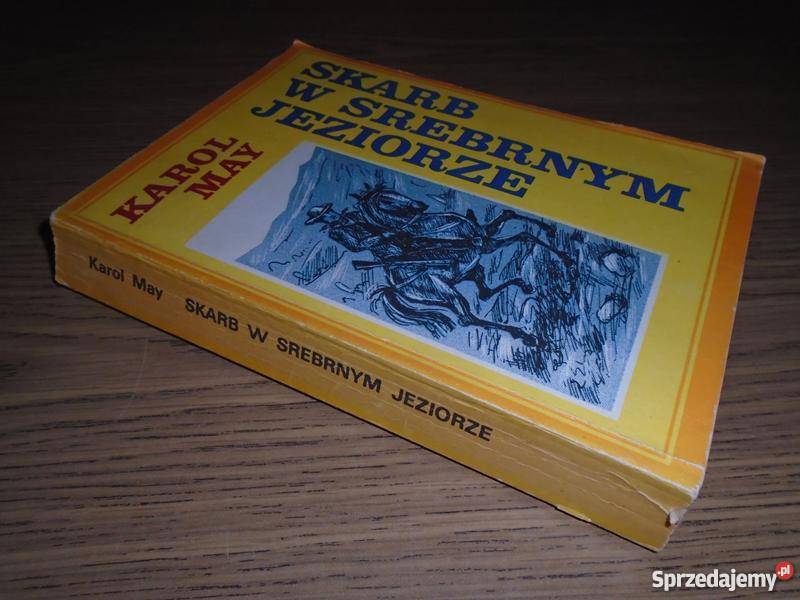 SKARB
W SREBRNYM
JEZIORZE
KAROL
MAY
Karol May SKARB W SREBRNYM JEZIORZE
Sprzedajemy.pl